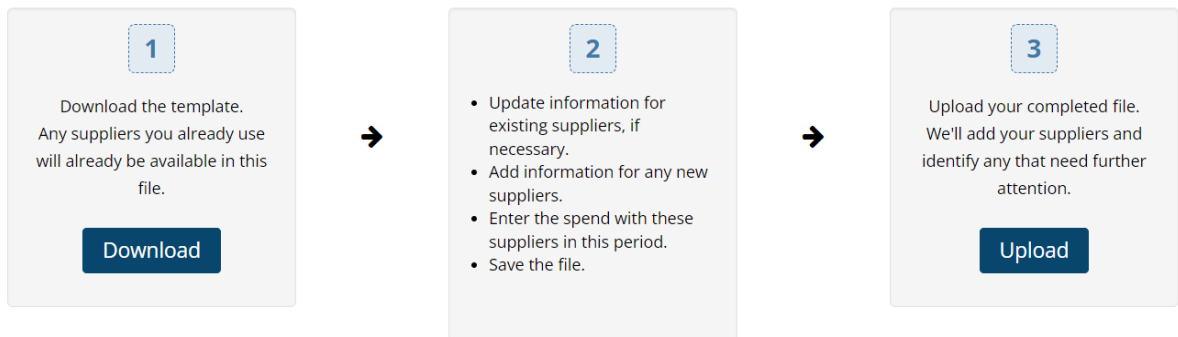 1
Download the template.
Any suppliers you already use
will already be available in this
file.
Download
2
• Update information for
existing suppliers, if
necessary.
• Add information for any new
suppliers.
• Enter the spend with these
suppliers in this period.
• Save the file.
3
Upload your completed file.
We'll add your suppliers and
identify any that need further
attention.
Upload